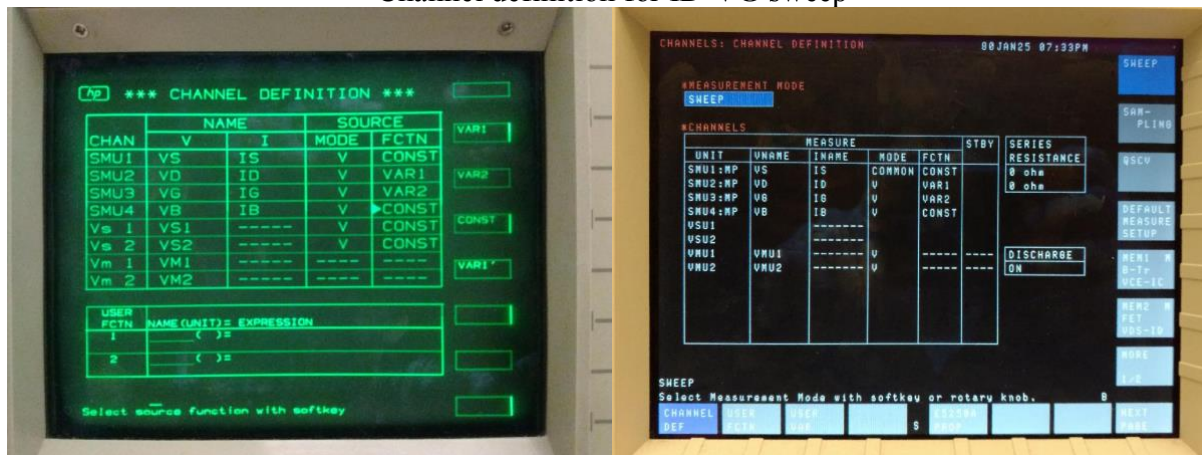 Channel definition for ID-VG sweep
hp *** CHANNEL DEFINITION ***
NAME SOURCE
CHAN V I MODE FCTN
SMU1 VS IS V CONST
SMU2 VD ID V VAR1
SMU3 VG IG V VAR2
SMU4 VB IB V ▶CONST
Vs 1 VS1 ----- V CONST
Vs 2 VS2 ----- V CONST
Vm 1 VM1 ----- ---- ----
Vm 2 VM2 ----- ---- ----
USER
FCTN NAME(UNIT)= EXPRESSION
1 _____( )=
2 _____( )=
Select source function with softkey
VAR1
VAR2
CONST
VAR1'
CHANNELS: CHANNEL DEFINITION 80JAN25 07:33PM
*MEASUREMENT MODE
SWEEP
*CHANNELS
MEASURE STBY SERIES
UNIT VNAME INAME MODE FCTN RESISTANCE
SMU1:MP VS IS COMMON CONST 0 ohm
SMU2:MP VD ID V VAR1 0 ohm
SMU3:MP VG IG V VAR2
SMU4:MP VB IB V CONST
VSU1 -------
VSU2 -------
VMU1 VMU1 ------- V ----- ---- DISCHARGE
VMU2 VMU2 ------- V ----- ---- ON
SWEEP
Select Measurement Mode with softkey or rotary knob. B
CHANNEL DEF
USER FCTN
USER VAR
S
NEXT PAGE
SWEEP
SAM-
PLING
QSCV
DEFAULT
MEASURE
SETUP
MEM1 M
B-Tr
VCE-IC
MEM2 M
FET
VDS-ID
MORE
1/2